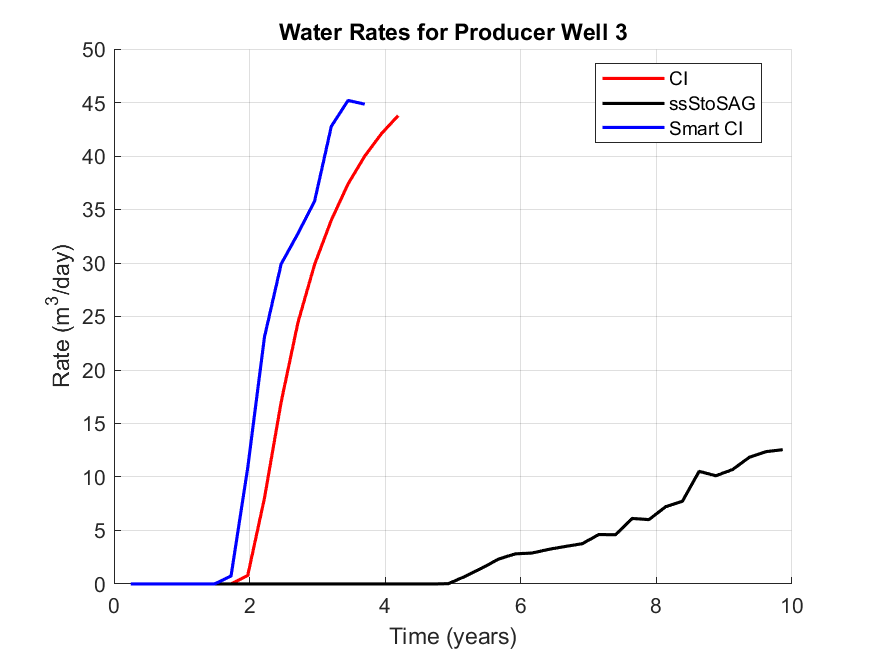 Water Rates for Producer Well 3
50
45
40
35
30
25
20
15
10
5
0
Rate (m³/day)
CI
ssStoSAG
Smart CI
0 2 4 6 8 10
Time (years)